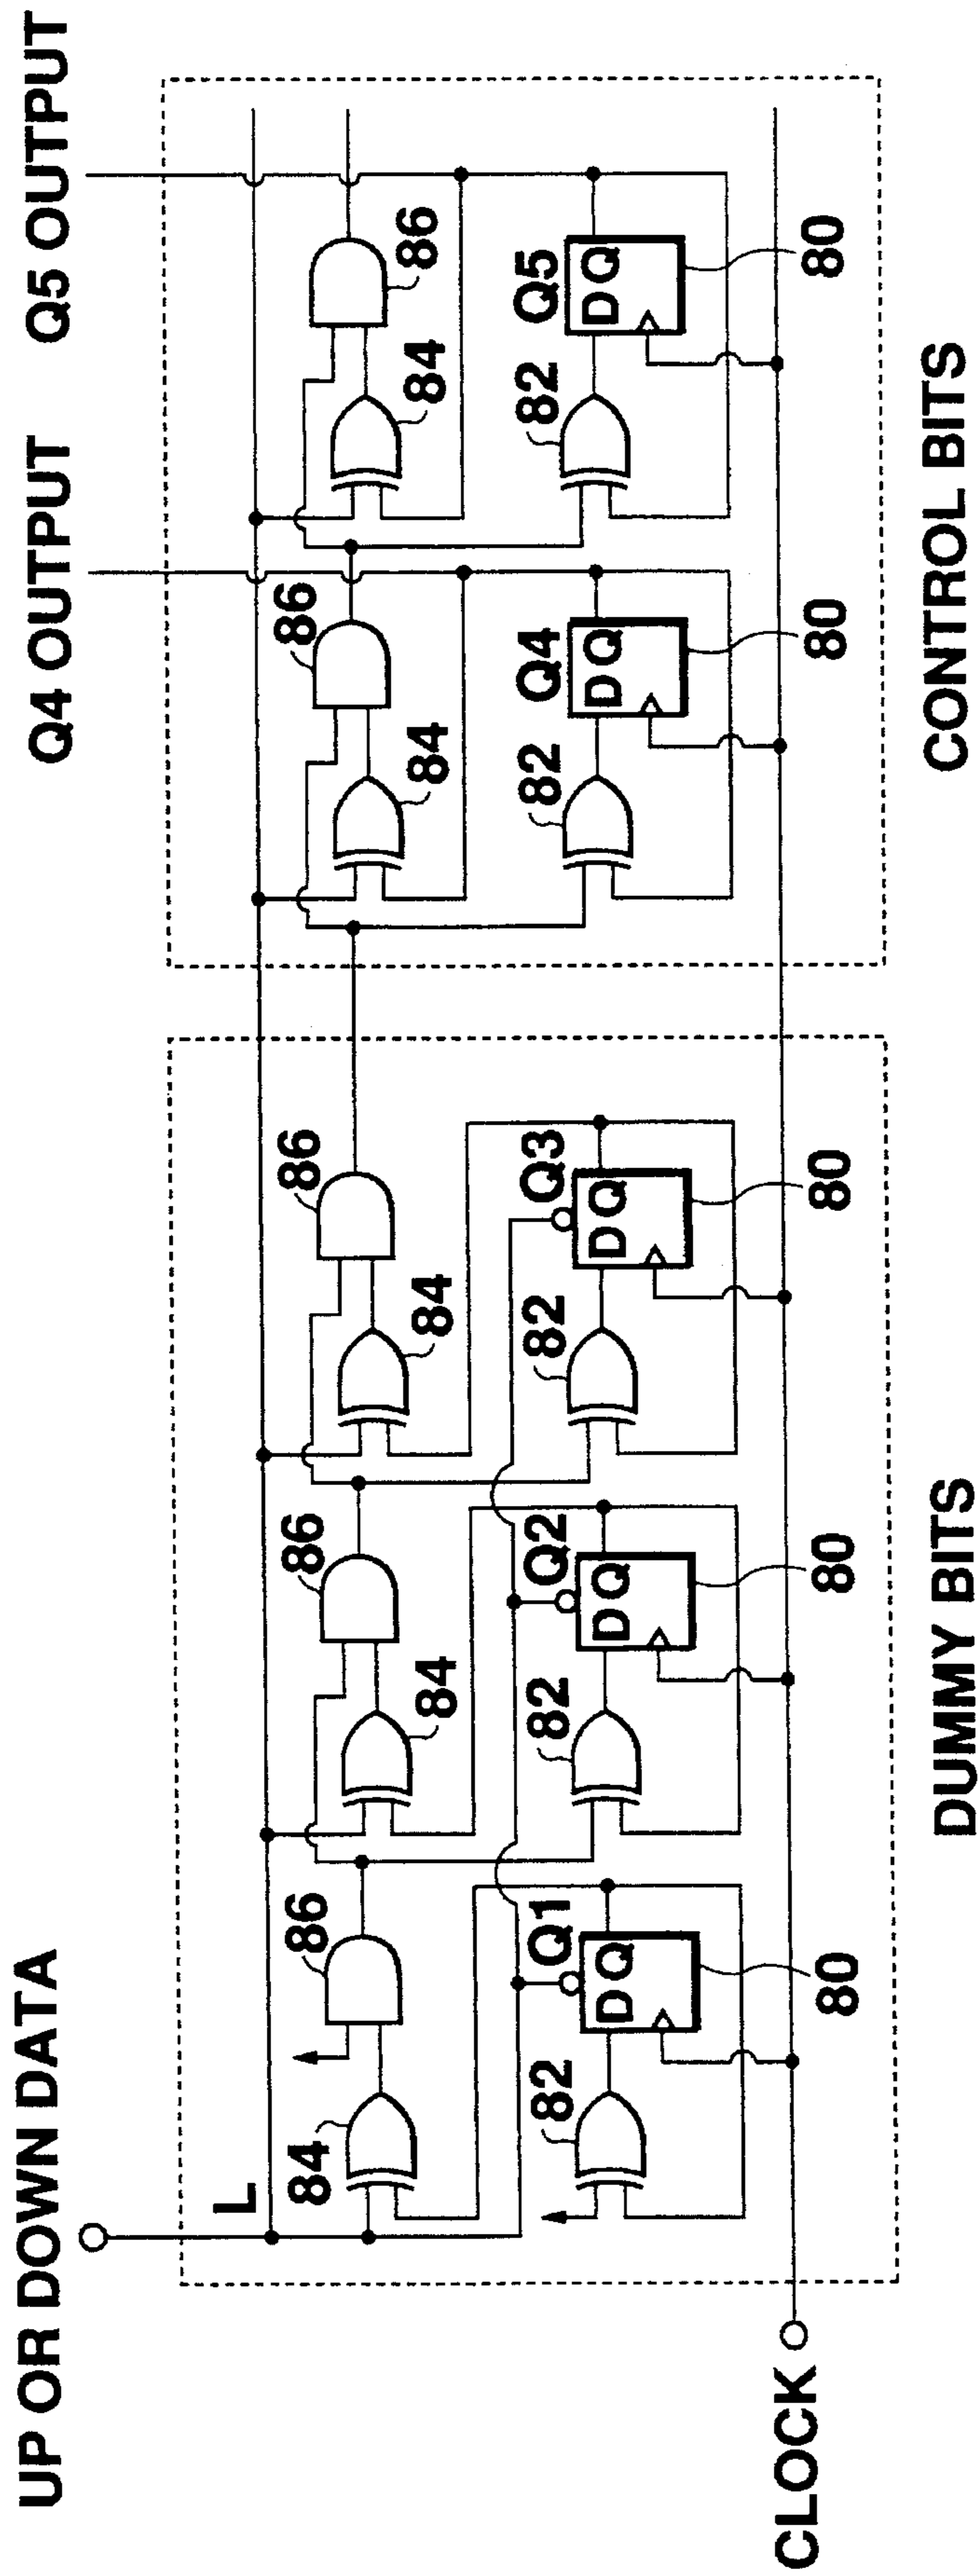 UP OR DOWN DATA
Q4 OUTPUT
Q5 OUTPUT
L
84
86
84
86
84
86
84
86
84
86
82
Q1
D Q
82
Q2
D Q
82
Q3
D Q
82
Q4
D Q
82
Q5
D Q
80
80
80
80
80
CLOCK
DUMMY BITS
CONTROL BITS